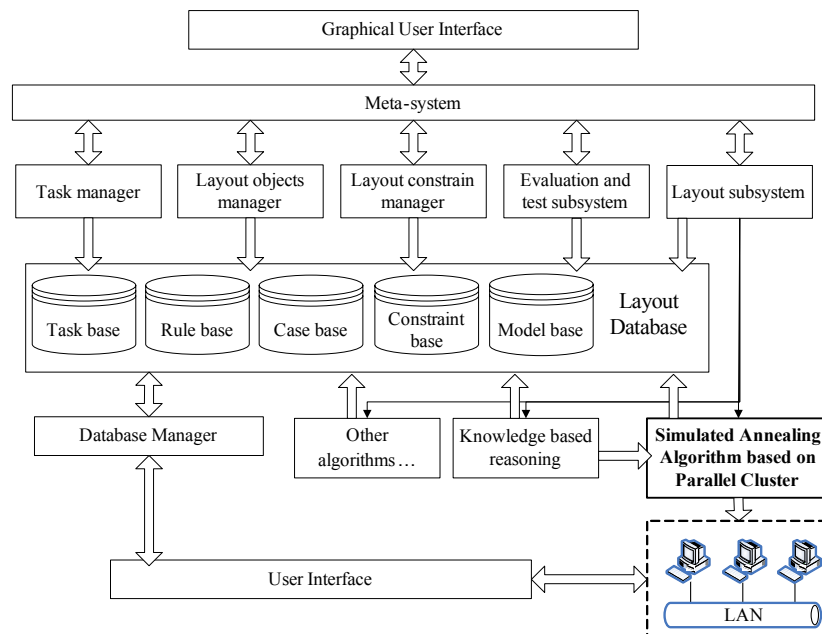 Graphical User Interface
Meta-system
Task manager
Layout objects
manager
Layout constrain
manager
Evaluation and
test subsystem
Layout subsystem
Task base
Rule base
Case base
Constraint
base
Model base
Layout
Database
Database Manager
Other
algorithms…
Knowledge based
reasoning
Simulated Annealing
Algorithm based on
Parallel Cluster
User Interface
LAN